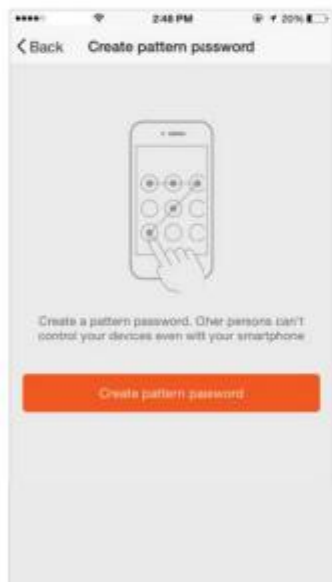 2:48 PM
20%
Back Create pattern password
Create a pattern password. Oher persons can't
control your devices even witt your smartphone
Create pattern password